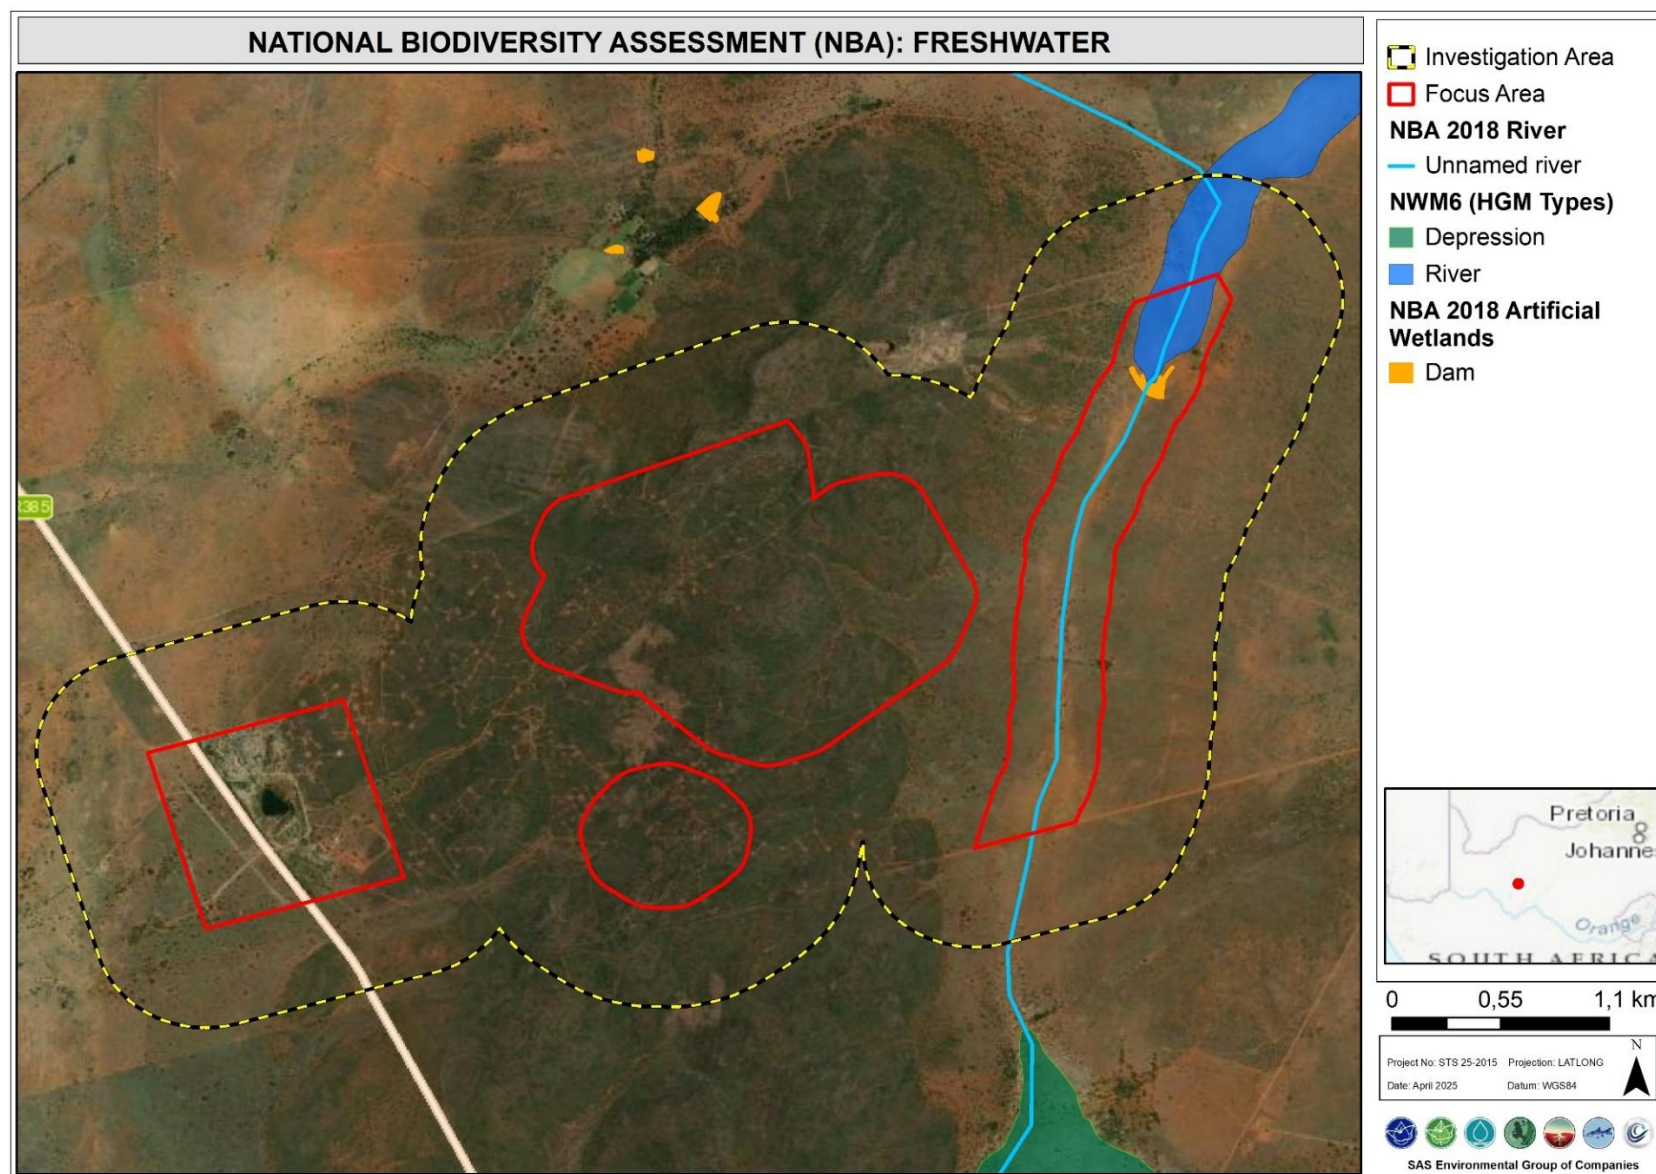 NATIONAL BIODIVERSITY ASSESSMENT (NBA): FRESHWATER
Investigation Area
Focus Area
NBA 2018 River
Unnamed river
NWM6 (HGM Types)
Depression
River
NBA 2018 Artificial
Wetlands
Dam
Pretoria
Johannes
Orange
SOUTH AFRICA
0 0,55 1,1 km
Project No: STS 25-2015 Projection: LATLONG
Date: April 2025 Datum: WGS84
N
SAS Environmental Group of Companies